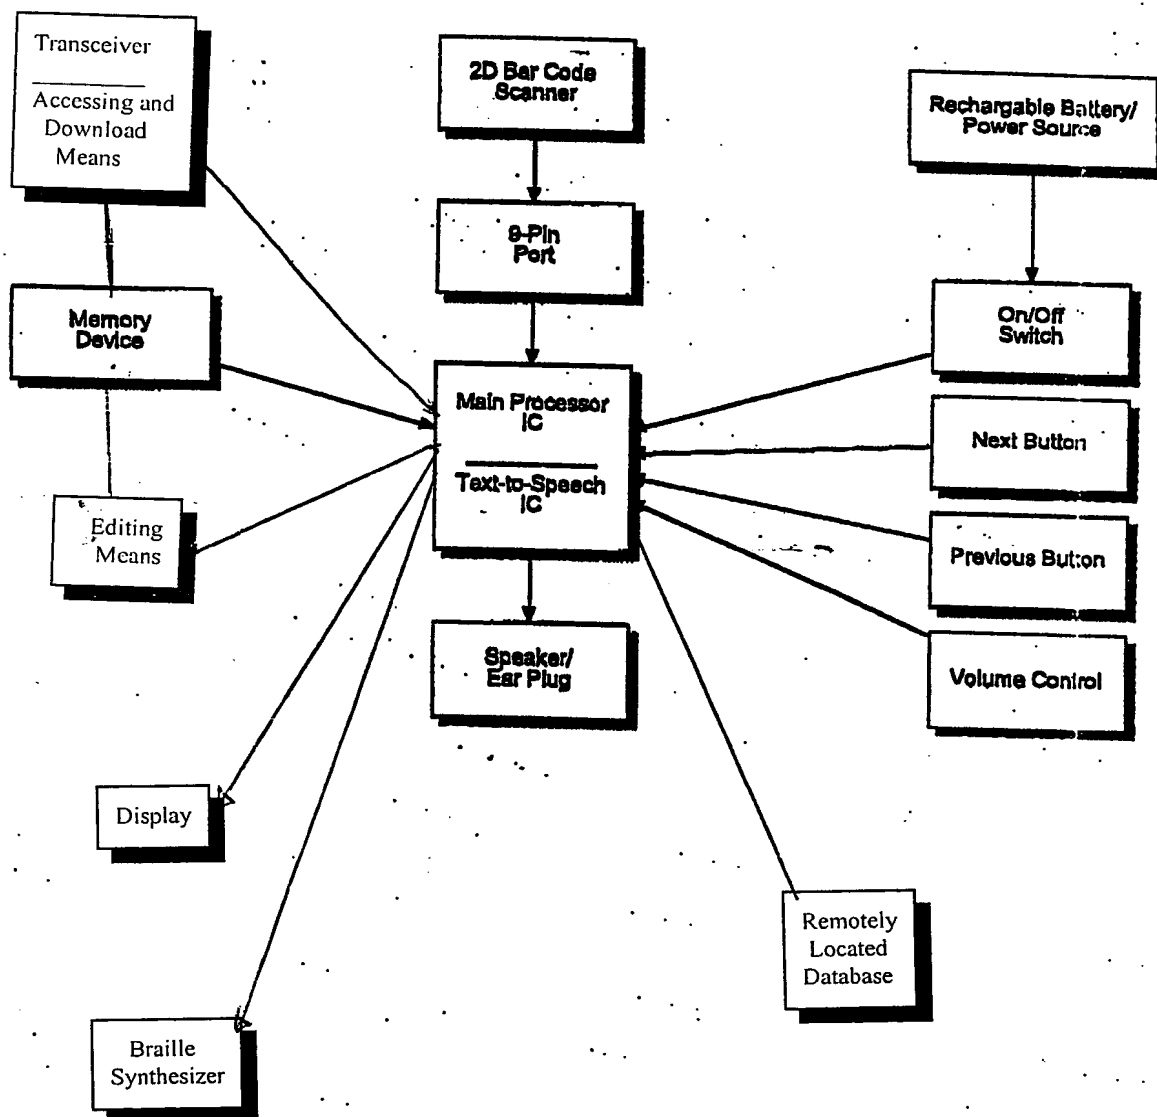 Transceiver
Accessing and
Download
Means
2D Bar Code
Scanner
Rechargable Battery/
Power Source
9-Pin
Port
Memory
Device
On/Off
Switch
Main Processor
IC
Text-to-Speech
IC
Next Button
Editing
Means
Previous Button
Speaker/
Ear Plug
Volume Control
Display
Remotely
Located
Database
Braille
Synthesizer